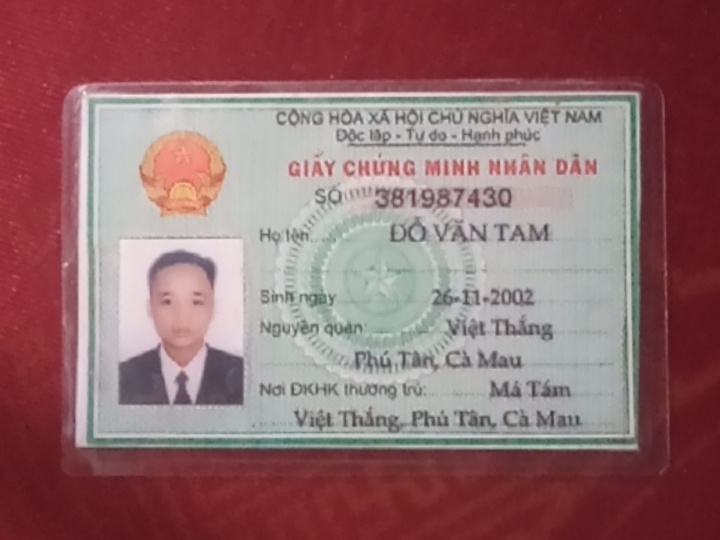 CỘNG HÒA XÃ HỘI CHỦ NGHĨA VIỆT NAM
Độc lập - Tự do - Hạnh phúc
GIẤY CHỨNG MINH NHÂN DÂN
SỐ 381987430
Họ tên: ĐỖ VĂN TAM
Sinh ngày 26-11-2002
Nguyên quán: Việt Thắng
Phú Tân, Cà Mau
Nơi ĐKHK thường trú: Má Tám
Việt Thắng, Phú Tân, Cà Mau